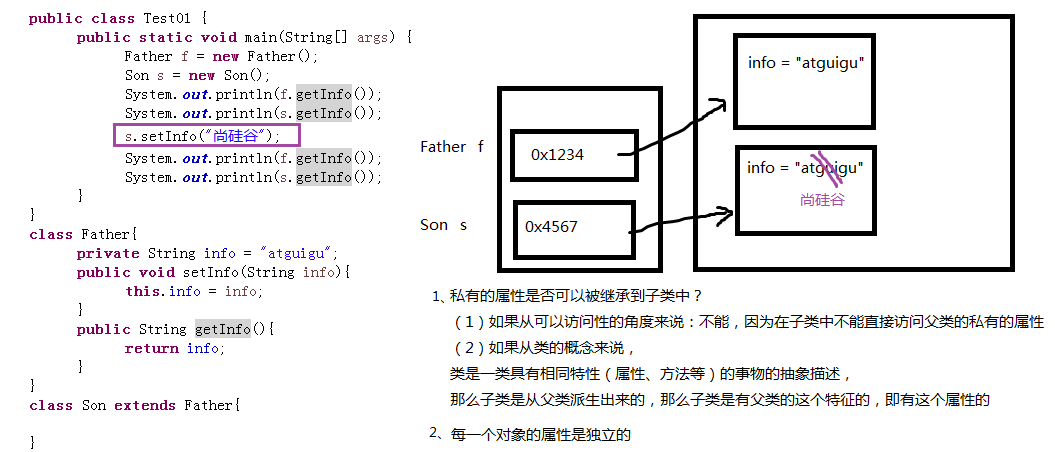 public class Test01 {
public static void main(String[] args) {
Father f = new Father();
Son s = new Son();
System.out.println(f.getInfo());
System.out.println(s.getInfo());
s.setInfo("尚硅谷");
System.out.println(f.getInfo());
System.out.println(s.getInfo());
}
}
class Father{
private String info = "atguigu";
public void setInfo(String info){
this.info = info;
}
public String getInfo(){
return info;
}
}
class Son extends Father{
}
Father f
0x1234
info = "atguigu"
Son s
0x4567
info = "atguigu"
尚硅谷
1、私有的属性是否可以被继承到子类中？
（1）如果从可以访问性的角度来说：不能，因为在子类中不能直接访问父类的私有的属性
（2）如果从类的概念来说，
类是一类具有相同特性（属性、方法等）的事物的抽象描述，
那么子类是从父类派生出来的，那么子类是有父类的这个特征的，即有这个属性的
2、每一个对象的属性是独立的